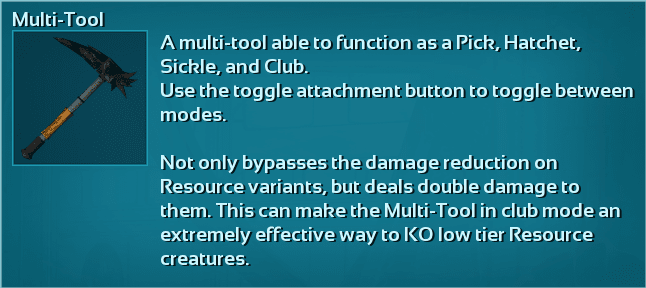 Multi-Tool
A multi-tool able to function as a Pick, Hatchet,
Sickle, and Club.
Use the toggle attachment button to toggle between
modes.
Not only bypasses the damage reduction on
Resource variants, but deals double damage to
them. This can make the Multi-Tool in club mode an
extremely effective way to KO low tier Resource
creatures.